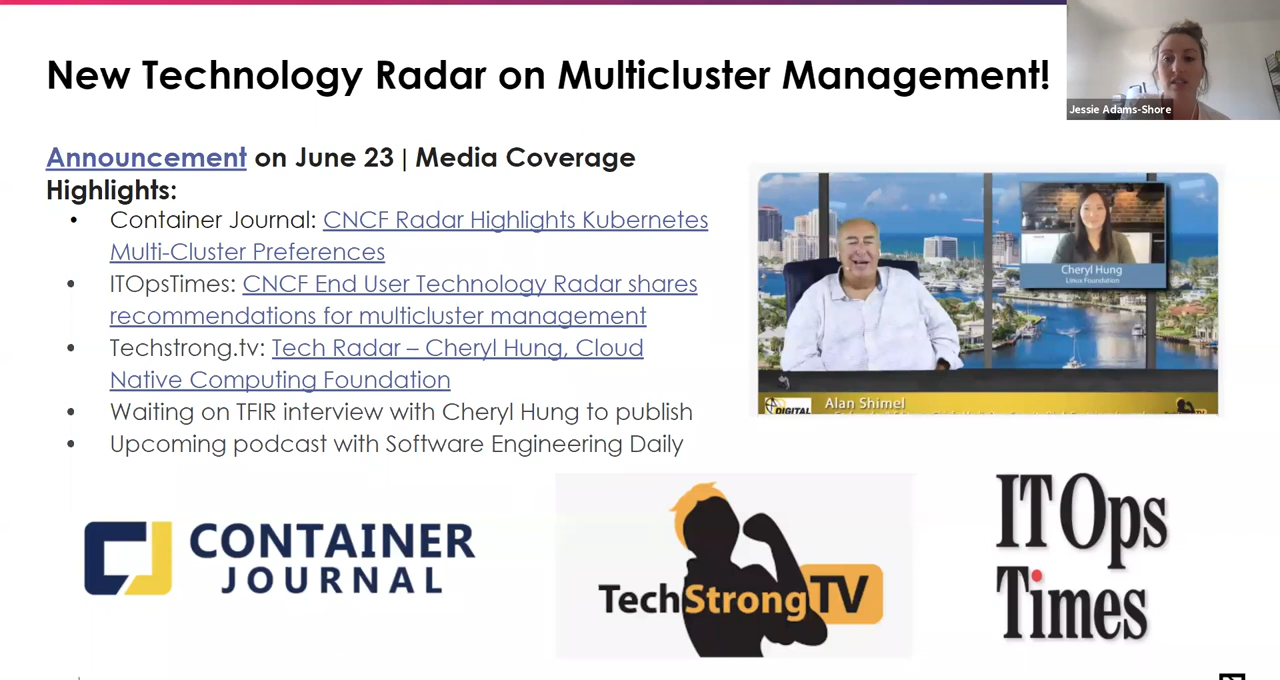 New Technology Radar on Multicluster Management!
Jessie Adams-Shore
Announcement on June 23 | Media Coverage
Highlights:
• Container Journal: CNCF Radar Highlights Kubernetes
Multi-Cluster Preferences
• ITOpsTimes: CNCF End User Technology Radar shares
recommendations for multicluster management
• Techstrong.tv: Tech Radar – Cheryl Hung, Cloud
Native Computing Foundation
• Waiting on TFIR interview with Cheryl Hung to publish
• Upcoming podcast with Software Engineering Daily
Cheryl Hung
Linux Foundation
DIGITAL
Alan Shimel
CONTAINER
JOURNAL
TechStrongTV
IT Ops
Times